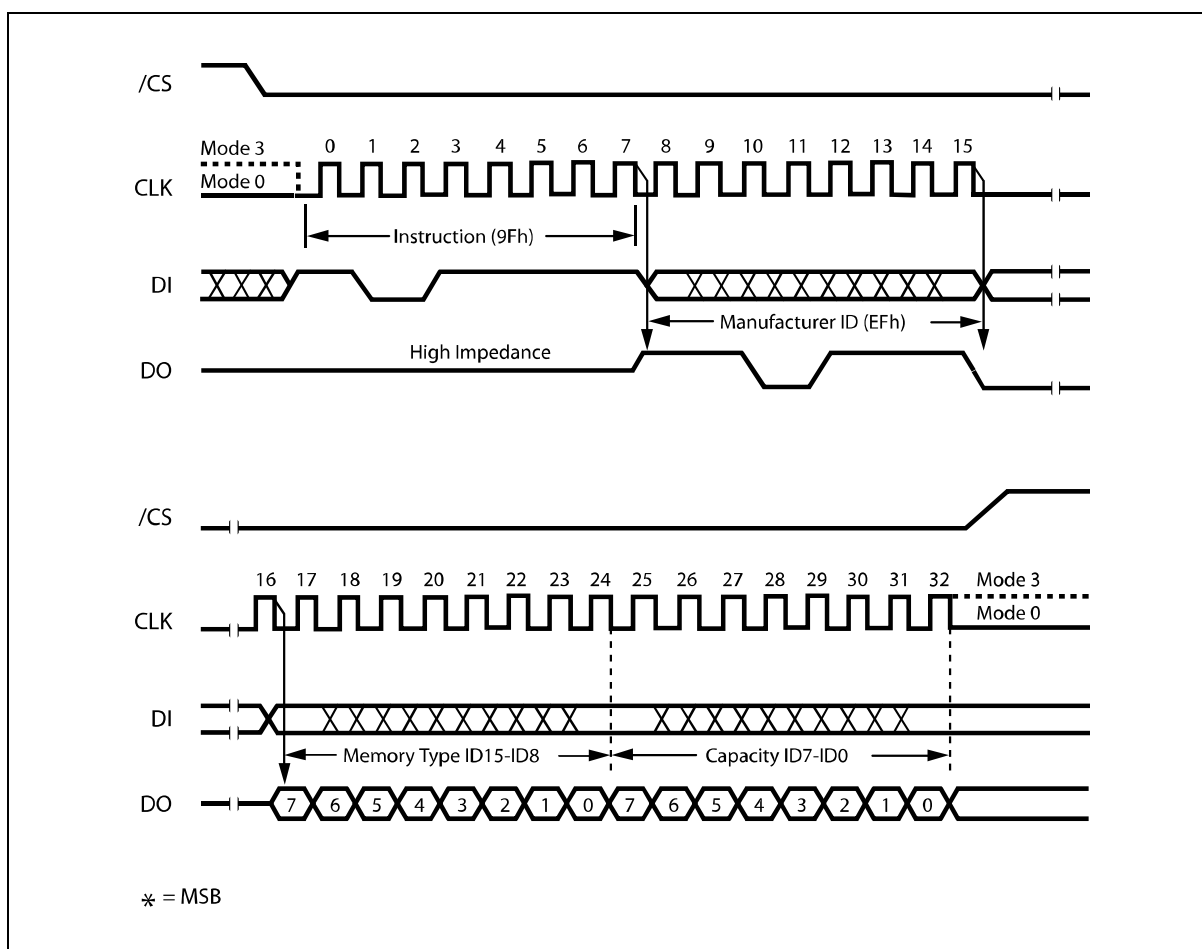 /CS
Mode 3
0 1 2 3 4 5 6 7 8 9 10 11 12 13 14 15
Mode 0
CLK
Instruction (9Fh)
DI
Manufacturer ID (EFh)
High Impedance
DO
/CS
16 17 18 19 20 21 22 23 24 25 26 27 28 29 30 31 32
Mode 3
Mode 0
CLK
DI
Memory Type ID15-ID8
Capacity ID7-ID0
DO
7 6 5 4 3 2 1 0 7 6 5 4 3 2 1 0
* = MSB